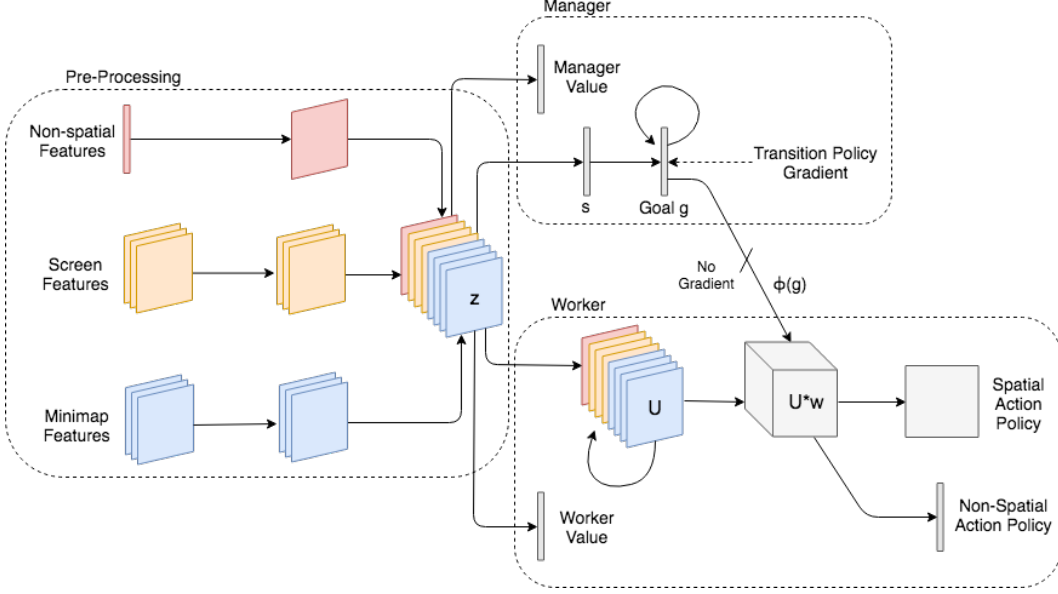 Manager
Pre-Processing
Manager
Value
Non-spatial
Features
Transition Policy
Gradient
s
Goal g
Screen
Features
z
No
Gradient
ϕ(g)
Worker
Minimap
Features
U
U*w
Spatial
Action
Policy
Worker
Value
Non-Spatial
Action Policy